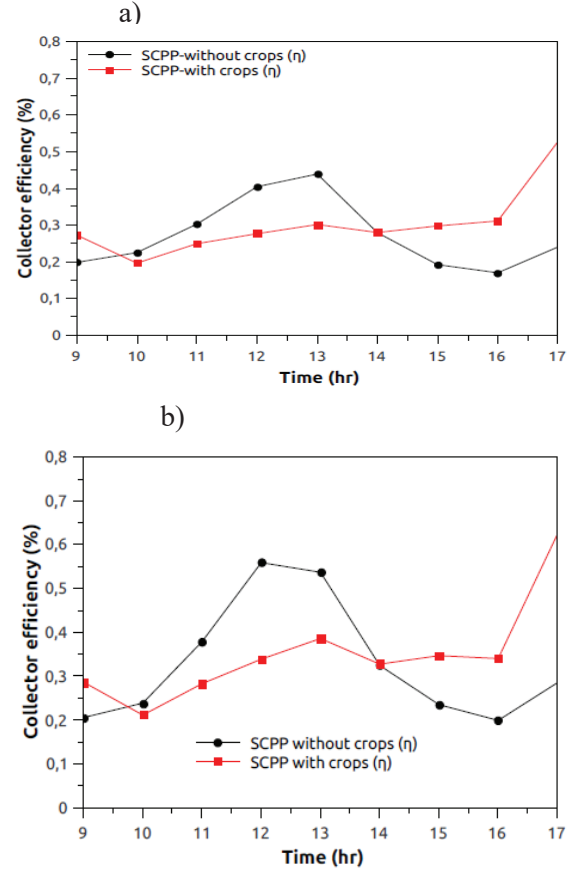 a)
0,8
0,7
0,6
0,5
0,4
0,3
0,2
0,1
0
Collector efficiency (%)
SCPP-without crops (η)
SCPP-with crops (η)
9 10 11 12 13 14 15 16 17
Time (hr)
b)
0,8
0,7
0,6
0,5
0,4
0,3
0,2
0,1
0
Collector efficiency (%)
SCPP without crops (η)
SCPP with crops (η)
9 10 11 12 13 14 15 16 17
Time (hr)